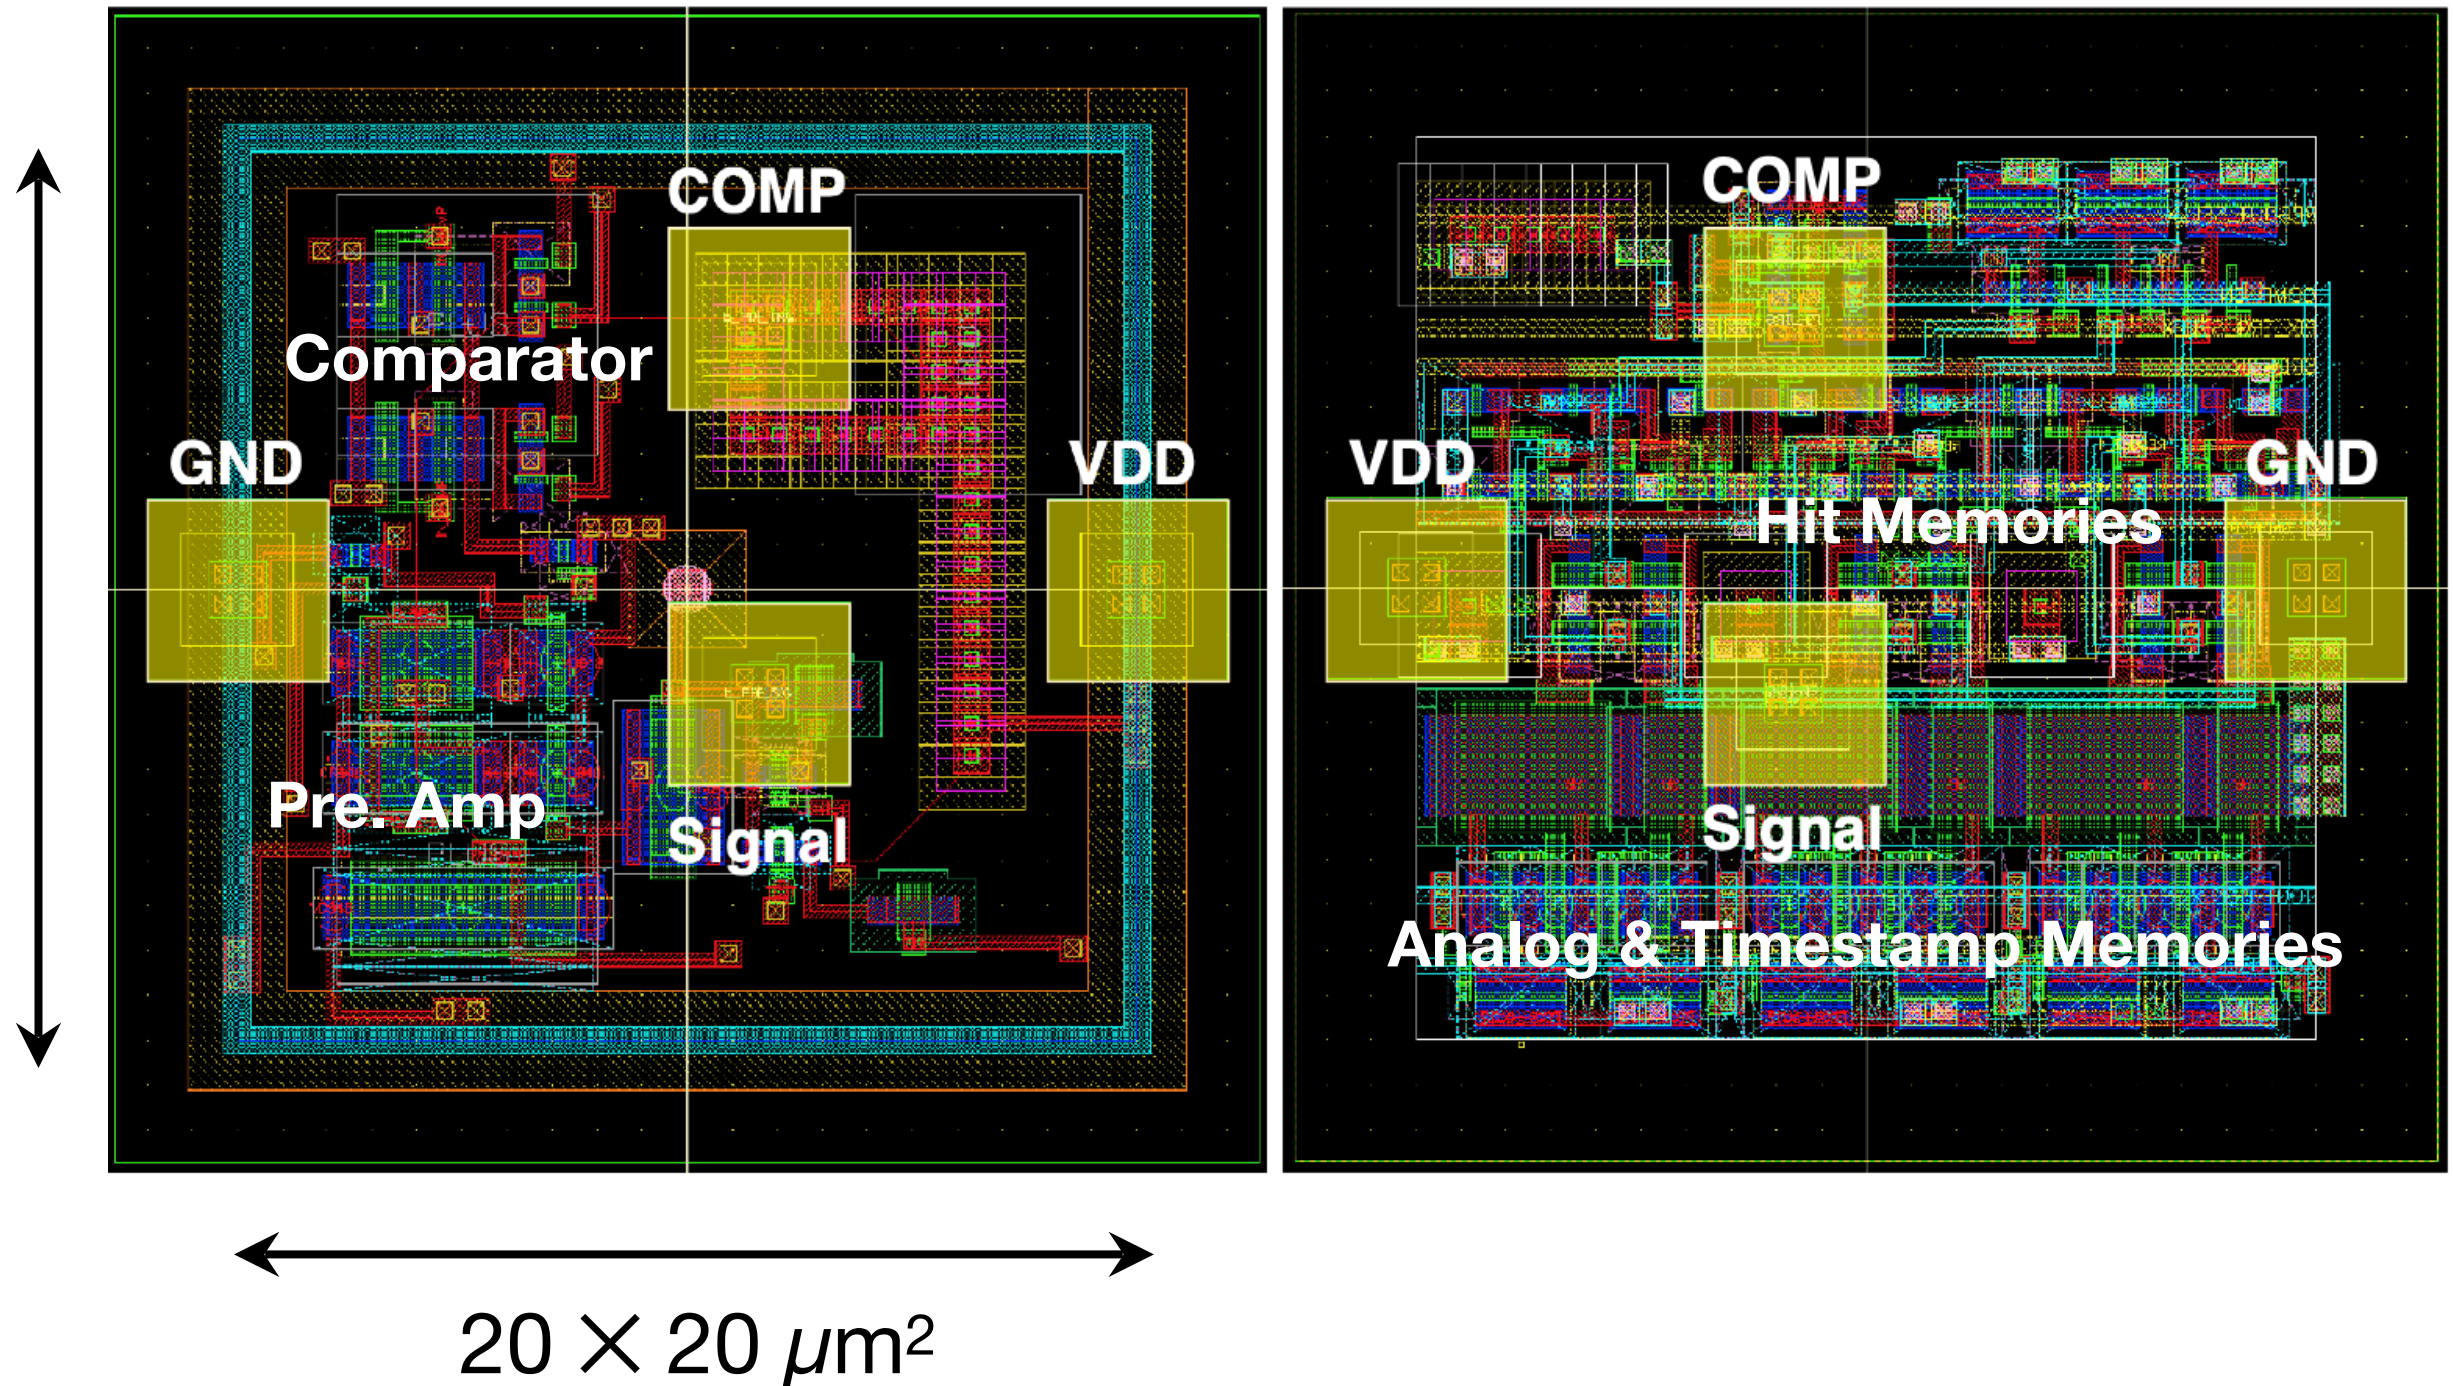 COMP
Comparator
GND
VDD
Pre. Amp
Signal
COMP
VDD
GND
Hit Memories
Signal
Analog & Timestamp Memories
20 × 20 μm²